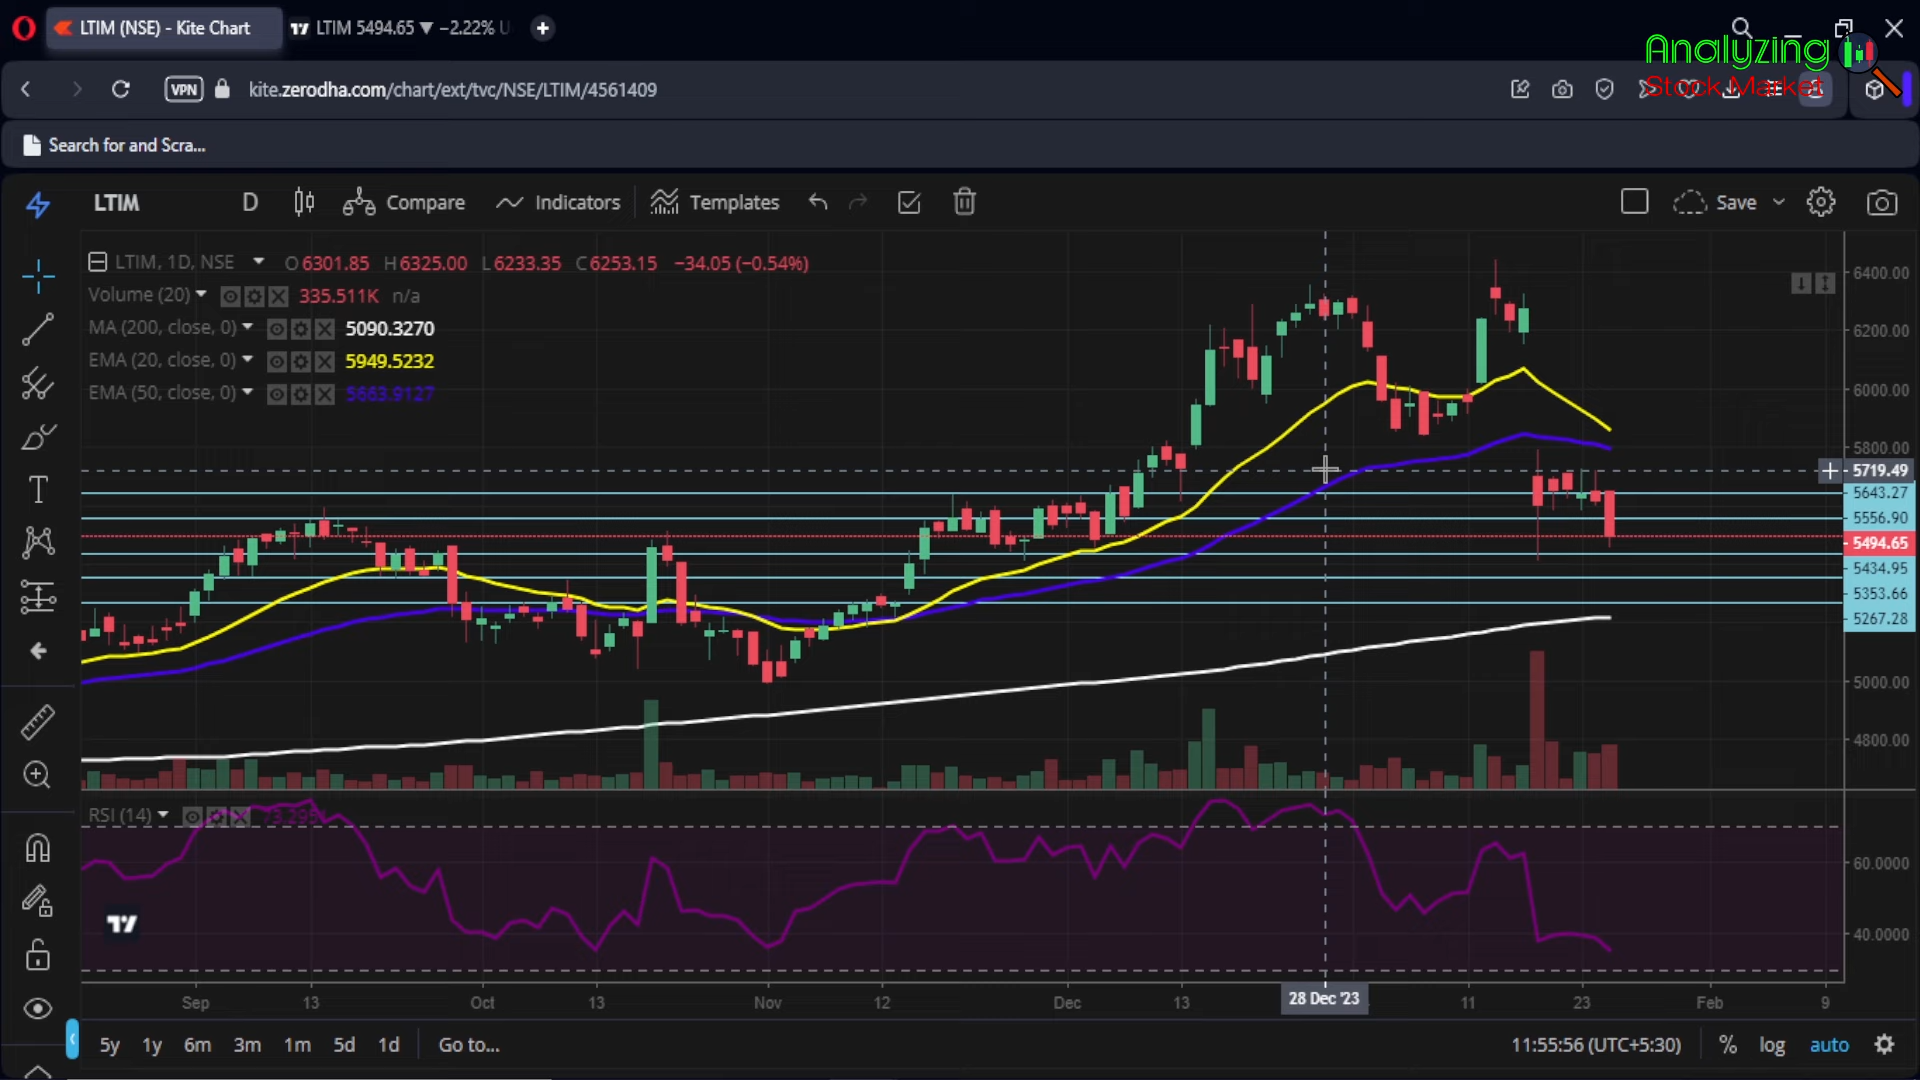 LTIM (NSE) - Kite Chart
LTIM 5494.65 ▼ −2.22% U
Analyzing
Stock Market
VPN
kite.zerodha.com/chart/ext/tvc/NSE/LTIM/4561409
Search for and Scra...
LTIM D Compare Indicators Templates Save
LTIM, 1D, NSE O6301.85 H6325.00 L6233.35 C6253.15 −34.05 (−0.54%)
Volume (20) 335.511K n/a
MA (200, close, 0) 5090.3270
EMA (20, close, 0) 5949.5232
EMA (50, close, 0) 5663.9127
6400.00
6200.00
6000.00
5800.00
5719.49
5643.27
5556.90
5494.65
5434.95
5353.66
5267.28
5000.00
4800.00
RSI (14) 73.295
60.0000
40.0000
Sep 13 Oct 13 Nov 12 Dec 13 28 Dec '23 11 23 Feb 9
5y 1y 6m 3m 1m 5d 1d Go to... 11:55:56 (UTC+5:30) % log auto